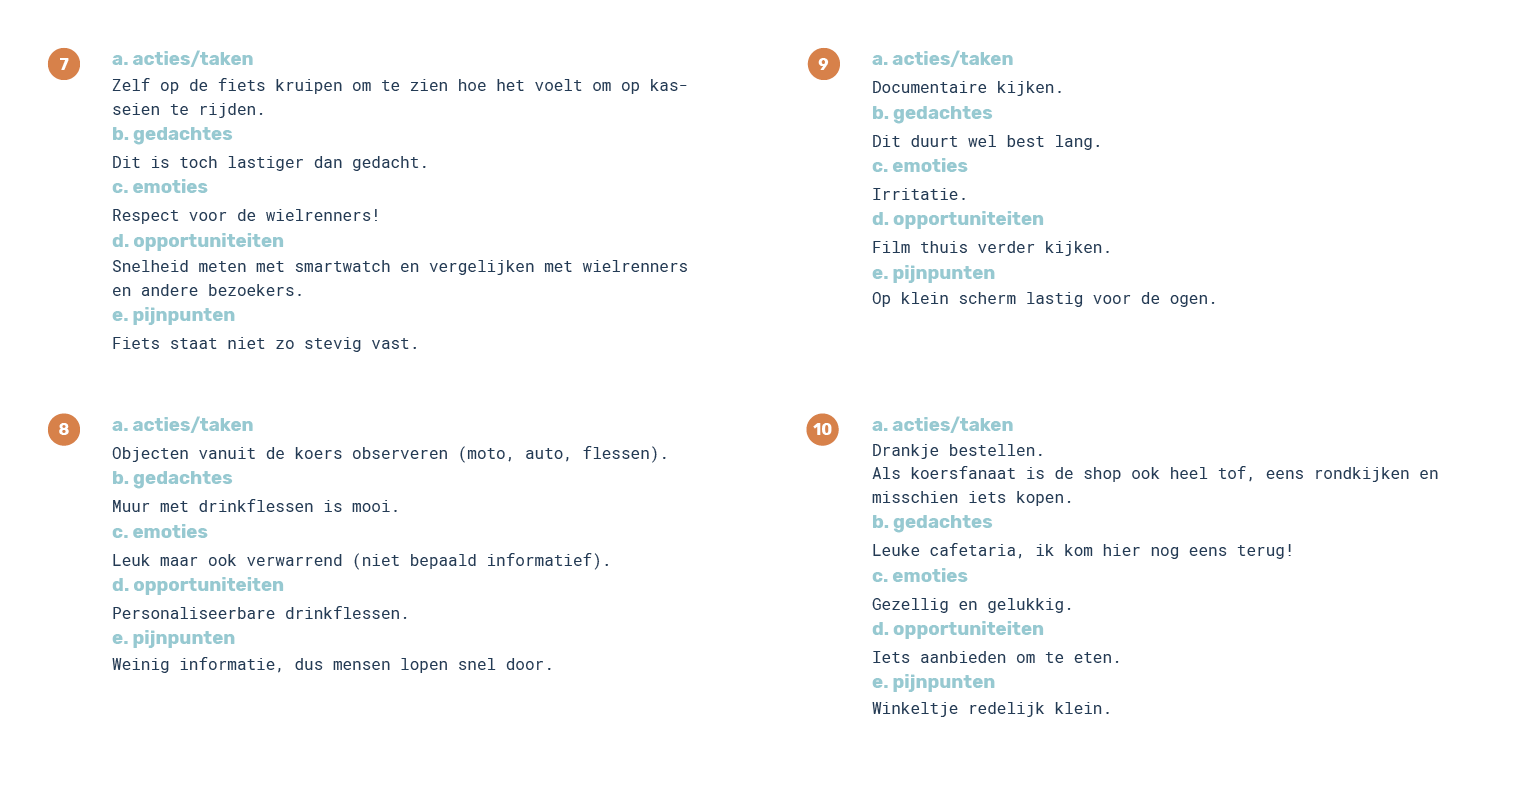 7
a. acties/taken
Zelf op de fiets kruipen om te zien hoe het voelt om op kas-
seien te rijden.
b. gedachtes
Dit is toch lastiger dan gedacht.
c. emoties
Respect voor de wielrenners!
d. opportuniteiten
Snelheid meten met smartwatch en vergelijken met wielrenners
en andere bezoekers.
e. pijnpunten
Fiets staat niet zo stevig vast.
8
a. acties/taken
Objecten vanuit de koers observeren (moto, auto, flessen).
b. gedachtes
Muur met drinkflessen is mooi.
c. emoties
Leuk maar ook verwarrend (niet bepaald informatief).
d. opportuniteiten
Personaliseerbare drinkflessen.
e. pijnpunten
Weinig informatie, dus mensen lopen snel door.
9
a. acties/taken
Documentaire kijken.
b. gedachtes
Dit duurt wel best lang.
c. emoties
Irritatie.
d. opportuniteiten
Film thuis verder kijken.
e. pijnpunten
Op klein scherm lastig voor de ogen.
10
a. acties/taken
Drankje bestellen.
Als koersfanaat is de shop ook heel tof, eens rondkijken en
misschien iets kopen.
b. gedachtes
Leuke cafetaria, ik kom hier nog eens terug!
c. emoties
Gezellig en gelukkig.
d. opportuniteiten
Iets aanbieden om te eten.
e. pijnpunten
Winkeltje redelijk klein.